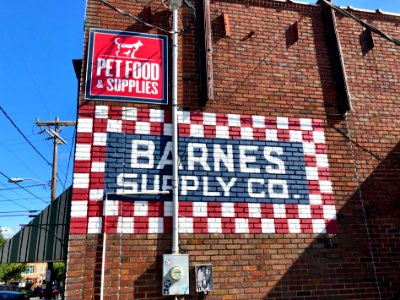 PET FOOD
& SUPPLIES
BARNES
SUPPLY CO.